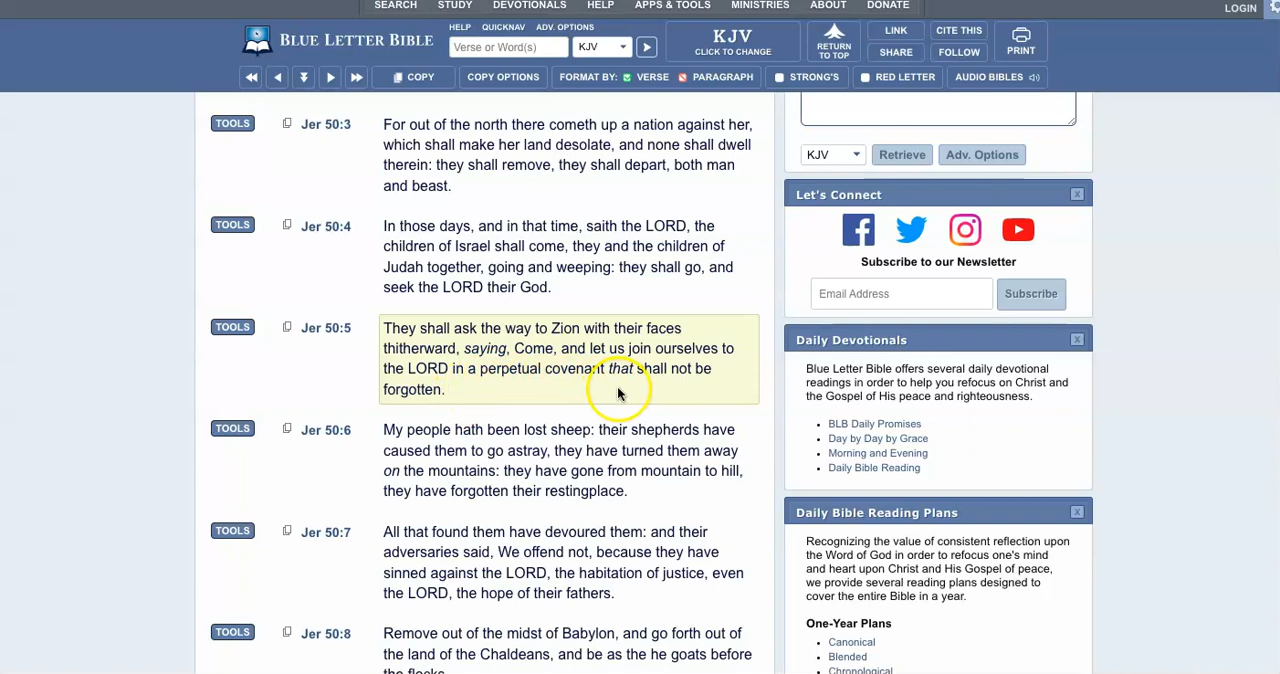 SEARCH STUDY DEVOTIONALS HELP APPS & TOOLS MINISTRIES ABOUT DONATE
LOGIN
BLUE LETTER BIBLE
HELP QUICKNAV ADV. OPTIONS
Verse or Word(s) KJV
KJV
CLICK TO CHANGE
RETURN
TO TOP
LINK CITE THIS
SHARE FOLLOW
PRINT
COPY COPY OPTIONS FORMAT BY: VERSE PARAGRAPH STRONG'S RED LETTER AUDIO BIBLES
TOOLS Jer 50:3 For out of the north there cometh up a nation against her,
which shall make her land desolate, and none shall dwell
therein: they shall remove, they shall depart, both man
and beast.
TOOLS Jer 50:4 In those days, and in that time, saith the LORD, the
children of Israel shall come, they and the children of
Judah together, going and weeping: they shall go, and
seek the LORD their God.
TOOLS Jer 50:5 They shall ask the way to Zion with their faces
thitherward, saying, Come, and let us join ourselves to
the LORD in a perpetual covenant that shall not be
forgotten.
TOOLS Jer 50:6 My people hath been lost sheep: their shepherds have
caused them to go astray, they have turned them away
on the mountains: they have gone from mountain to hill,
they have forgotten their restingplace.
TOOLS Jer 50:7 All that found them have devoured them: and their
adversaries said, We offend not, because they have
sinned against the LORD, the habitation of justice, even
the LORD, the hope of their fathers.
TOOLS Jer 50:8 Remove out of the midst of Babylon, and go forth out of
the land of the Chaldeans, and be as the he goats before
the flocks.
KJV Retrieve Adv. Options
Let's Connect
Subscribe to our Newsletter
Email Address Subscribe
Daily Devotionals
Blue Letter Bible offers several daily devotional
readings in order to help you refocus on Christ and
the Gospel of His peace and righteousness.
BLB Daily Promises
Day by Day by Grace
Morning and Evening
Daily Bible Reading
Daily Bible Reading Plans
Recognizing the value of consistent reflection upon
the Word of God in order to refocus one's mind
and heart upon Christ and His Gospel of peace,
we provide several reading plans designed to
cover the entire Bible in a year.
One-Year Plans
Canonical
Blended
Chronological